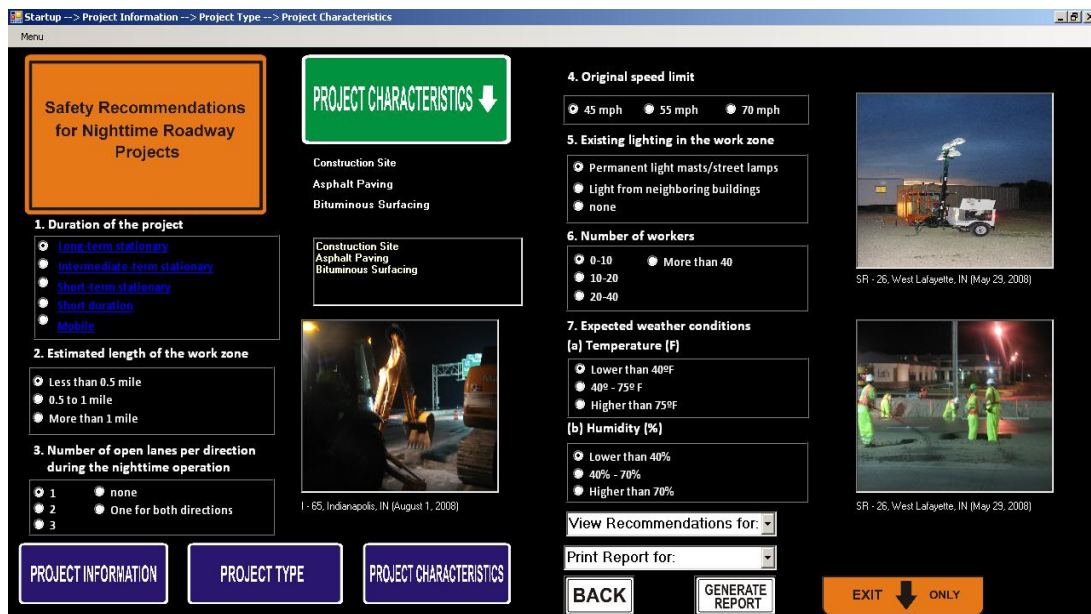 Startup --> Project Information --> Project Type --> Project Characteristics
Menu
Safety Recommendations
for Nighttime Roadway
Projects
1. Duration of the project
Long-term stationary
Intermediate-term stationary
Short-term stationary
Short duration
Mobile
2. Estimated length of the work zone
Less than 0.5 mile
0.5 to 1 mile
More than 1 mile
3. Number of open lanes per direction
during the nighttime operation
1
none
2
One for both directions
3
PROJECT CHARACTERISTICS
Construction Site
Asphalt Paving
Bituminous Surfacing
Construction Site
Asphalt Paving
Bituminous Surfacing
I - 65, Indianapolis, IN (August 1, 2008)
4. Original speed limit
45 mph
55 mph
70 mph
5. Existing lighting in the work zone
Permanent light masts/street lamps
Light from neighboring buildings
none
6. Number of workers
0-10
More than 40
10-20
20-40
7. Expected weather conditions
(a) Temperature (F)
Lower than 40ºF
40º - 75º F
Higher than 75ºF
(b) Humidity (%)
Lower than 40%
40% - 70%
Higher than 70%
View Recommendations for:
Print Report for:
SR - 26, West Lafayette, IN (May 29, 2008)
SR - 26, West Lafayette, IN (May 29, 2008)
PROJECT INFORMATION
PROJECT TYPE
PROJECT CHARACTERISTICS
BACK
GENERATE
REPORT
EXIT ONLY